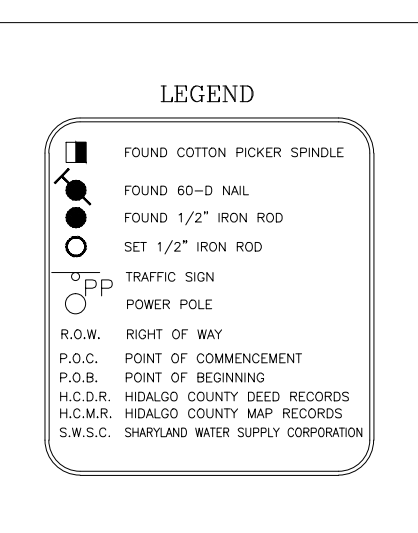 LEGEND
FOUND COTTON PICKER SPINDLE
FOUND 60-D NAIL
FOUND 1/2" IRON ROD
SET 1/2" IRON ROD
TRAFFIC SIGN
PP POWER POLE
R.O.W. RIGHT OF WAY
P.O.C. POINT OF COMMENCEMENT
P.O.B. POINT OF BEGINNING
H.C.D.R. HIDALGO COUNTY DEED RECORDS
H.C.M.R. HIDALGO COUNTY MAP RECORDS
S.W.S.C. SHARYLAND WATER SUPPLY CORPORATION